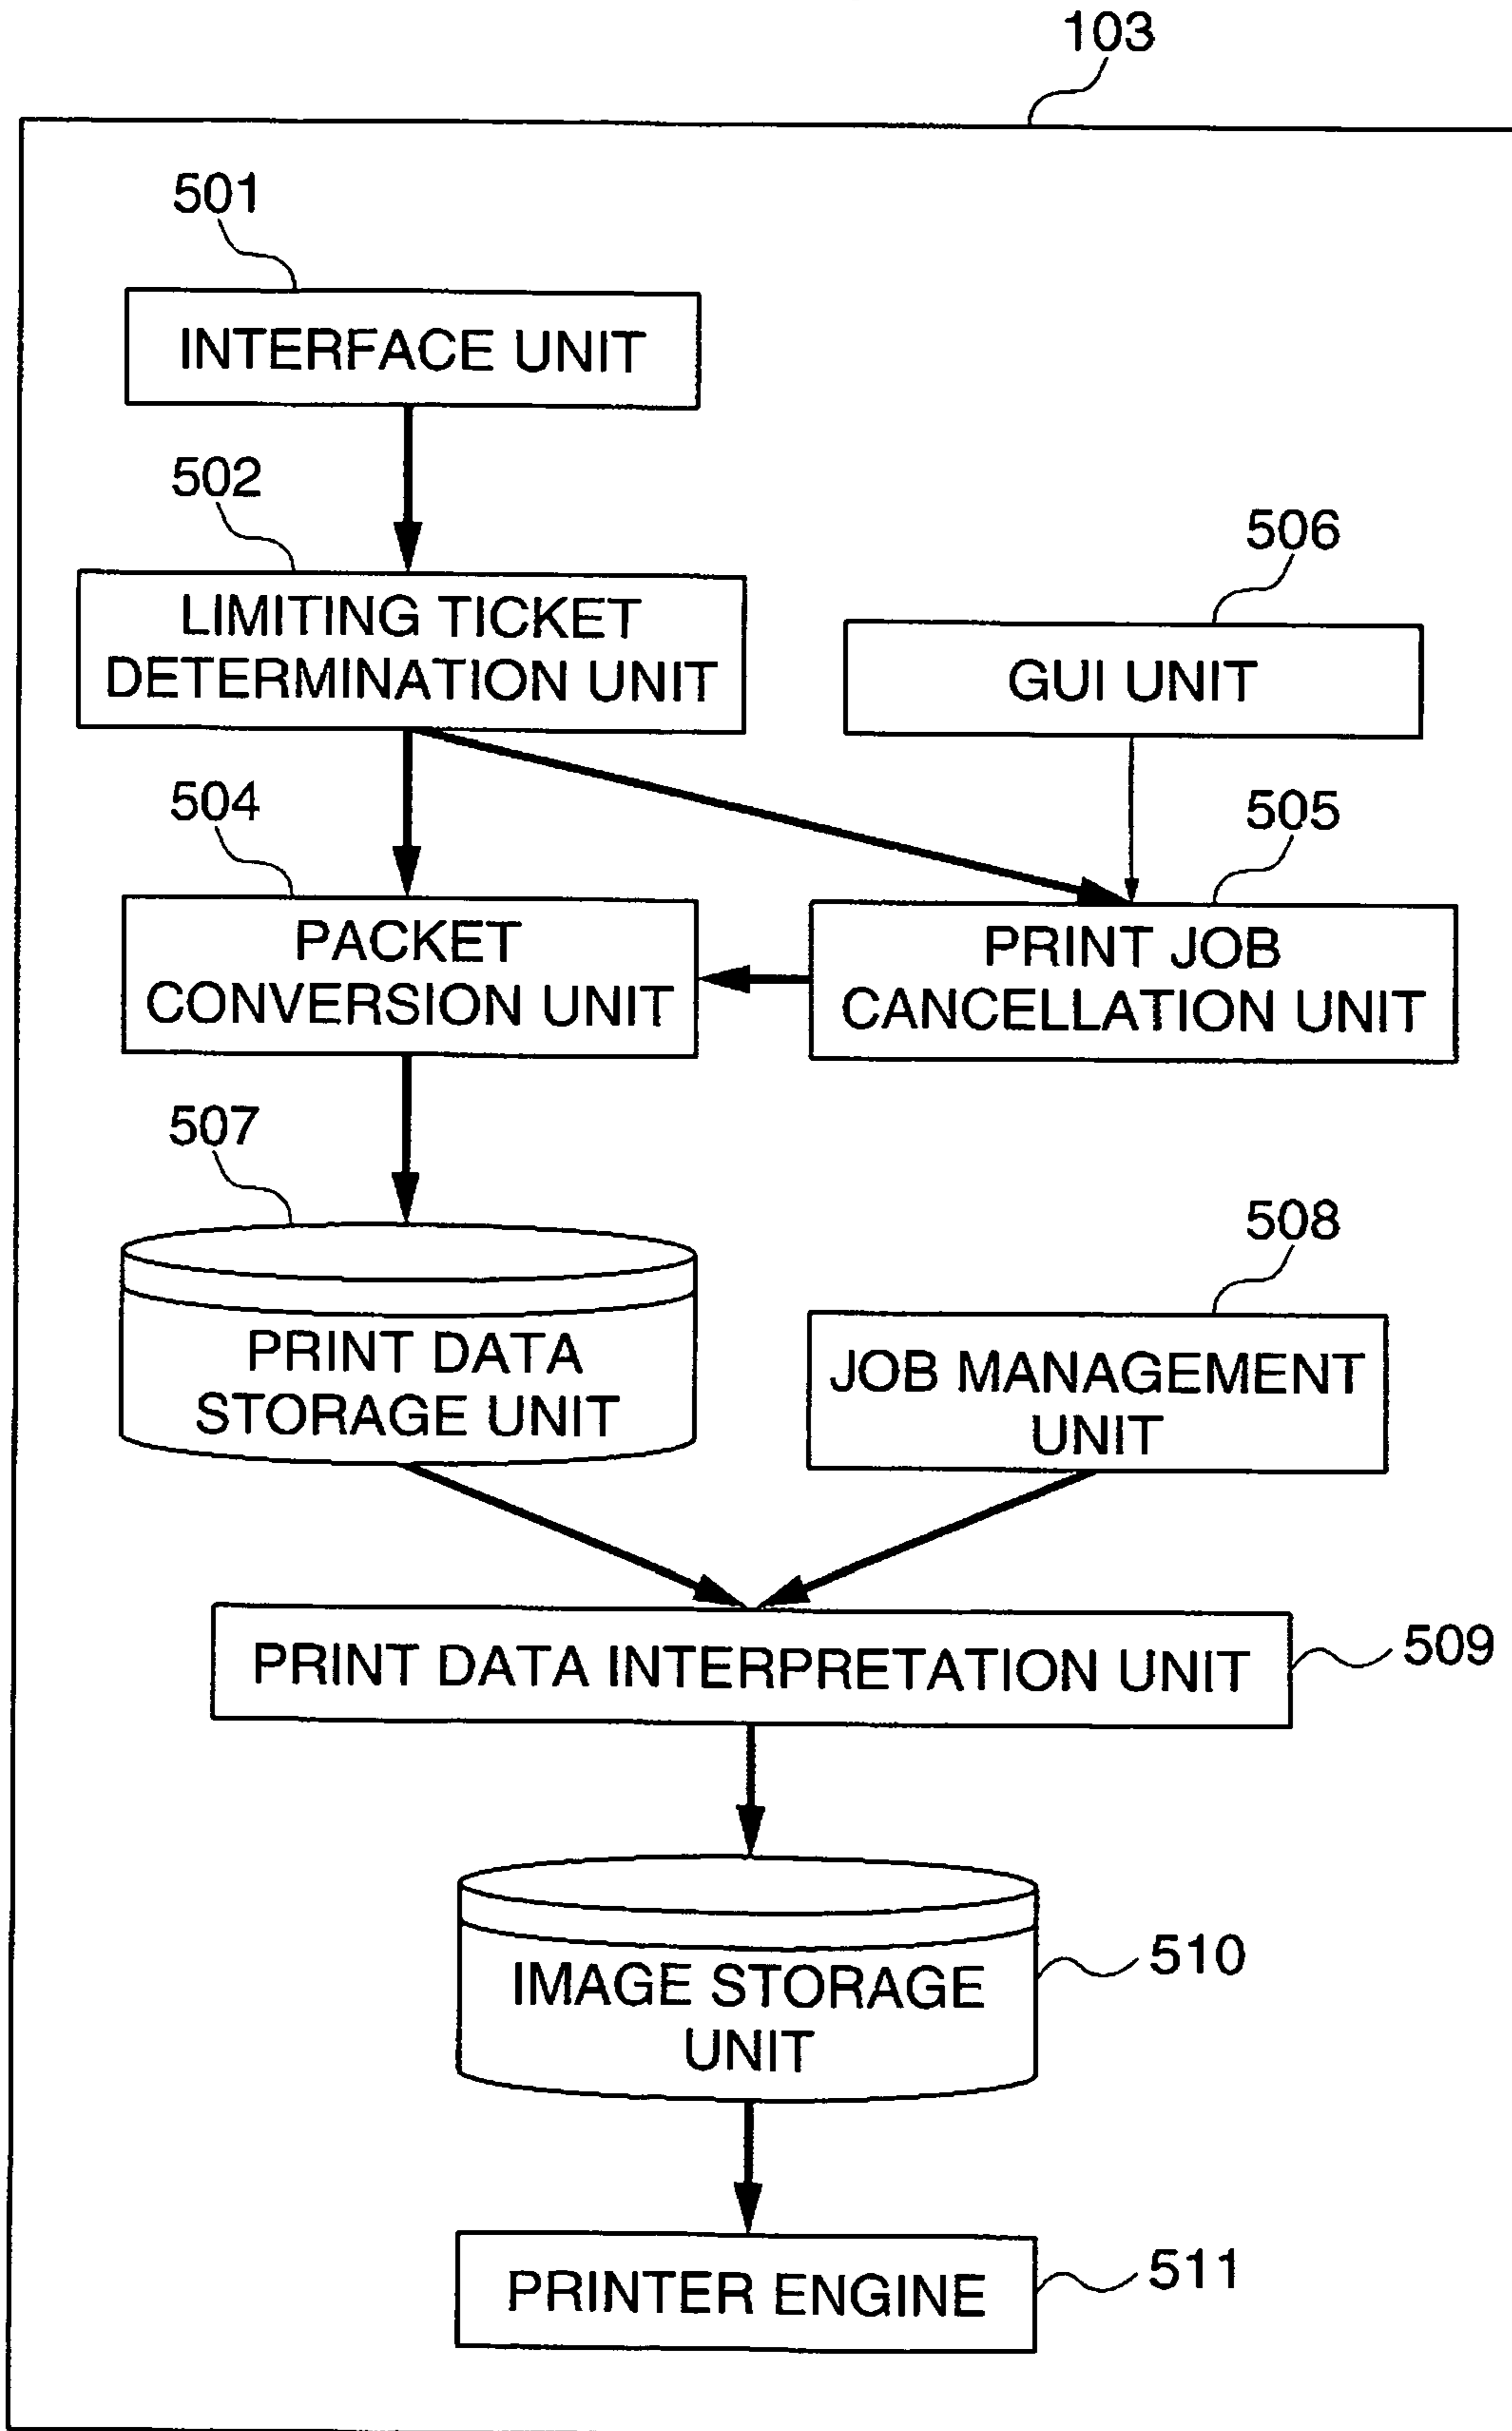 103
501
INTERFACE UNIT
502
LIMITING TICKET
DETERMINATION UNIT
506
GUI UNIT
504
PACKET
CONVERSION UNIT
505
PRINT JOB
CANCELLATION UNIT
507
PRINT DATA
STORAGE UNIT
508
JOB MANAGEMENT
UNIT
PRINT DATA INTERPRETATION UNIT
509
IMAGE STORAGE
UNIT
510
PRINTER ENGINE
511